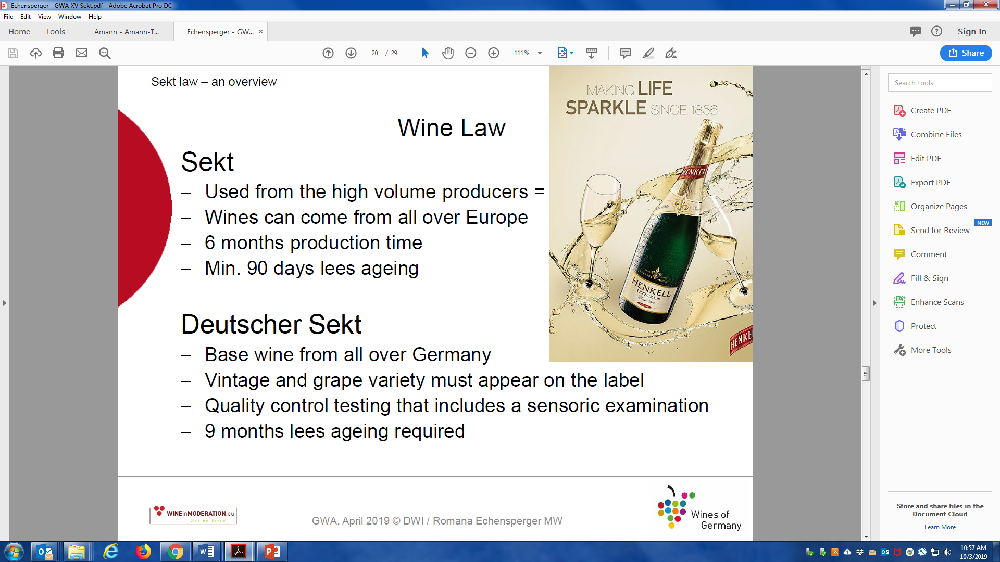 Echensperger - GWA XV Sekt.pdf - Adobe Acrobat Pro DC
File Edit View Window Help
Home Tools Amann - Amann-T... Echensperger - GW... × Sign In
20 / 29 111% Share
Sekt law – an overview
MAKING LIFE
SPARKLE SINCE 1856
Wine Law
Sekt
– Used from the high volume producers =
– Wines can come from all over Europe
– 6 months production time
– Min. 90 days lees ageing
HENKELL
HENKELL
TROCKEN
HENKELL
Deutscher Sekt
– Base wine from all over Germany
– Vintage and grape variety must appear on the label
– Quality control testing that includes a sensoric examination
– 9 months lees ageing required
WINEinMODERATION.eu
Art de Vivre
GWA, April 2019 © DWI / Romana Echensperger MW
Wines of
Germany
Search tools
Create PDF
Combine Files
Edit PDF
Export PDF
Organize Pages
Send for Review NEW
Comment
Fill & Sign
Enhance Scans
Protect
More Tools
Store and share files in the
Document Cloud
Learn More
10:57 AM
10/3/2019